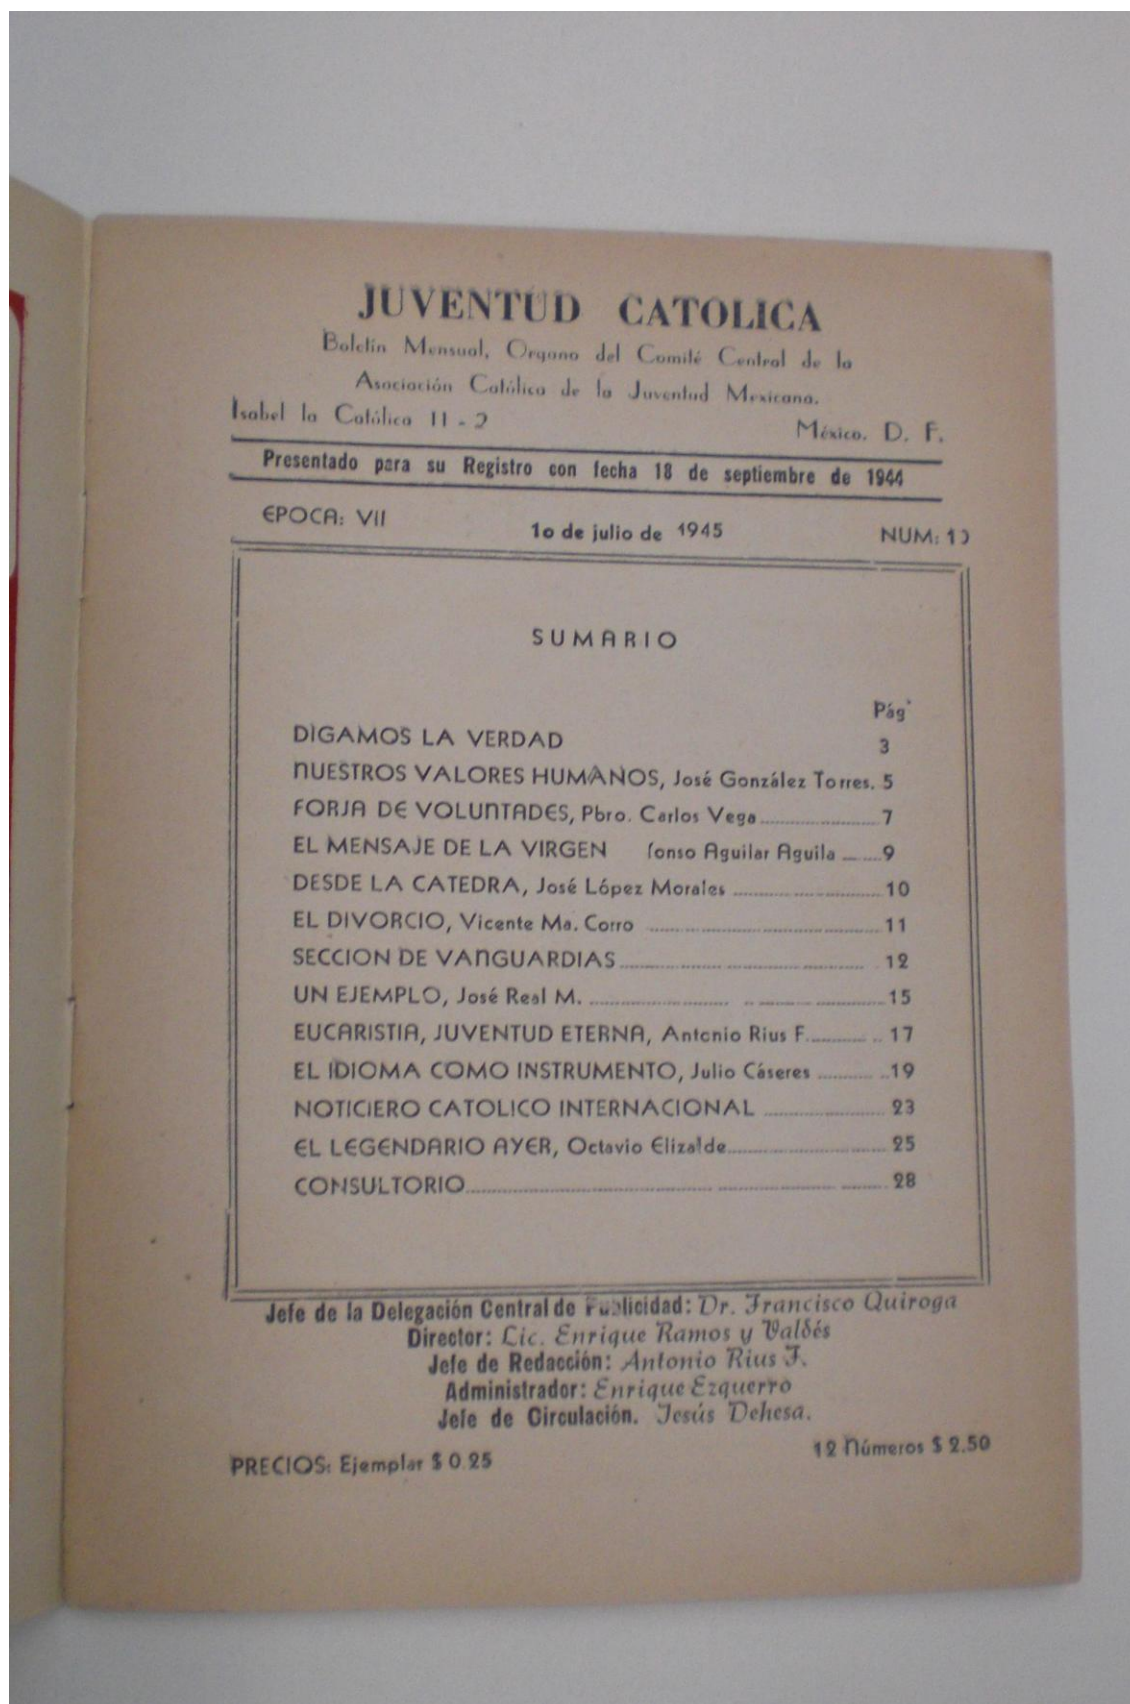 JUVENTUD CATOLICA
Boletín Mensual, Organo del Comité Central de la
Asociación Católica de la Juventud Mexicana.
Isabel la Católica 11 - 2
México. D. F.
Presentado para su Registro con fecha 18 de septiembre de 1944
EPOCA: VII
1o de julio de 1945
NUM:
SUMARIO
Pág
DIGAMOS LA VERDAD 3
NUESTROS VALORES HUMANOS, José González Torres. 5
FORJA DE VOLUNTADES, Pbro. Carlos Vega 7
EL MENSAJE DE LA VIRGEN Aguilar Aguila 9
DESDE LA CATEDRA, José López Morales 10
EL DIVORCIO, Vicente Ma. Corro 11
SECCION DE VANGUARDIAS 12
UN EJEMPLO, José Real M. 15
EUCARISTIA, JUVENTUD ETERNA, Antonio Rius F. 17
EL IDIOMA COMO INSTRUMENTO, Julio Cáseres 19
NOTICIERO CATOLICO INTERNACIONAL 23
EL LEGENDARIO AYER, Octavio Elizalde 25
CONSULTORIO 28
Jefe de la Delegación Central de Publicidad: Dr. Francisco Quiroga
Director: Lic. Enrique Ramos y Valdés
Jefe de Redacción: Antonio Rius F.
Administrador: Enrique Ezquerro
Jefe de Circulación. Jesús Dehesa.
PRECIOS: Ejemplar $ 0.25
12 Números $ 2.50